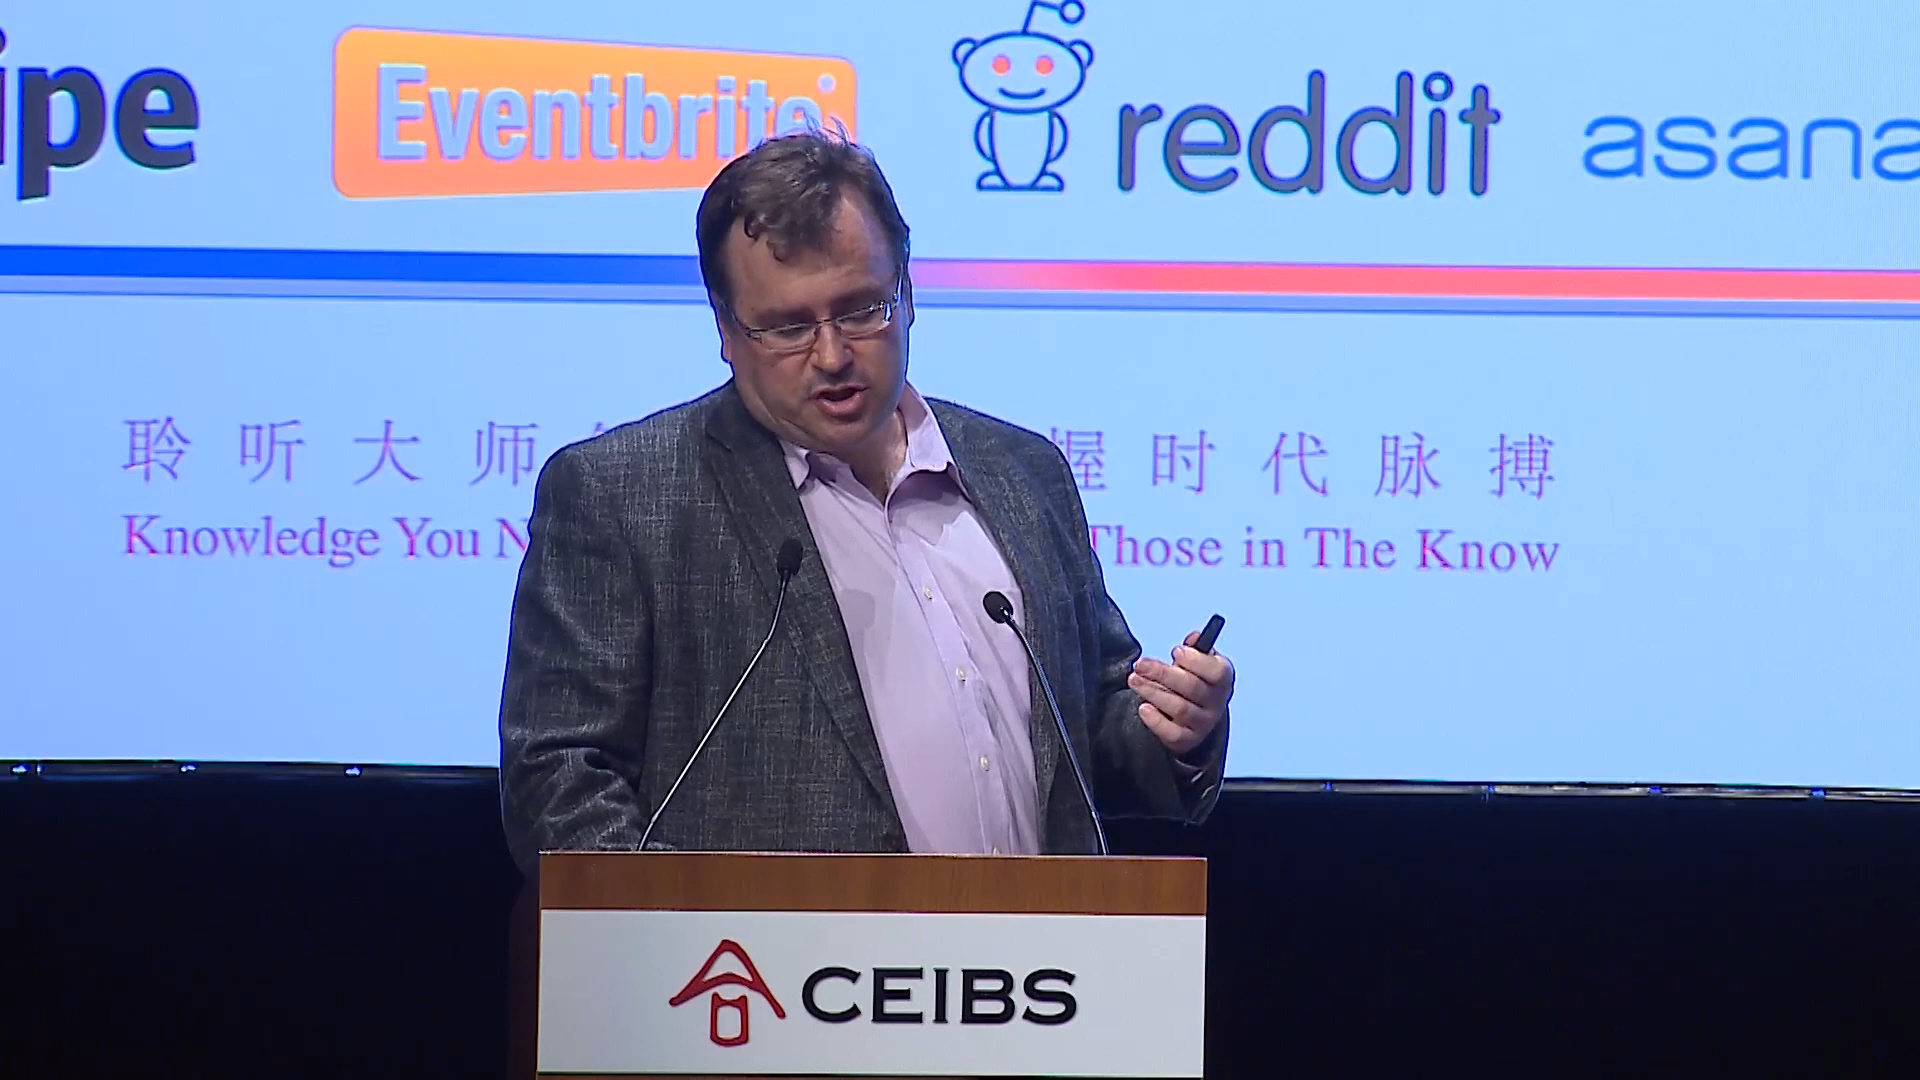 ipe
Eventbrite
reddit
asana
聆听大师 握时代脉搏
Knowledge You Those in The Know
CEIBS